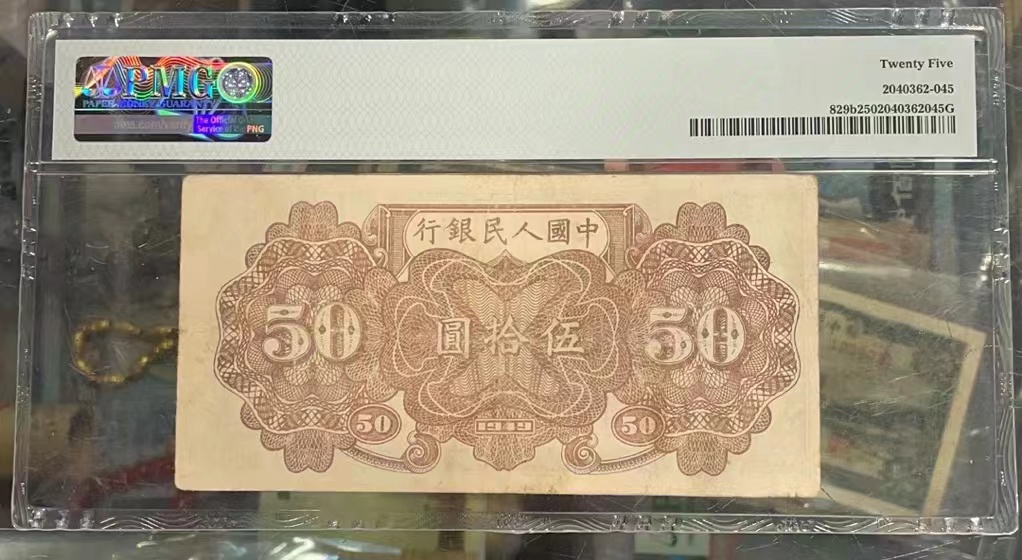 PMG
PAPER MONEY GUARANTY
The Official
Service of the PNG
Twenty Five
2040362-045
829b2502040362045G
行銀民人國中
50
圓拾伍
50
50
1949
50